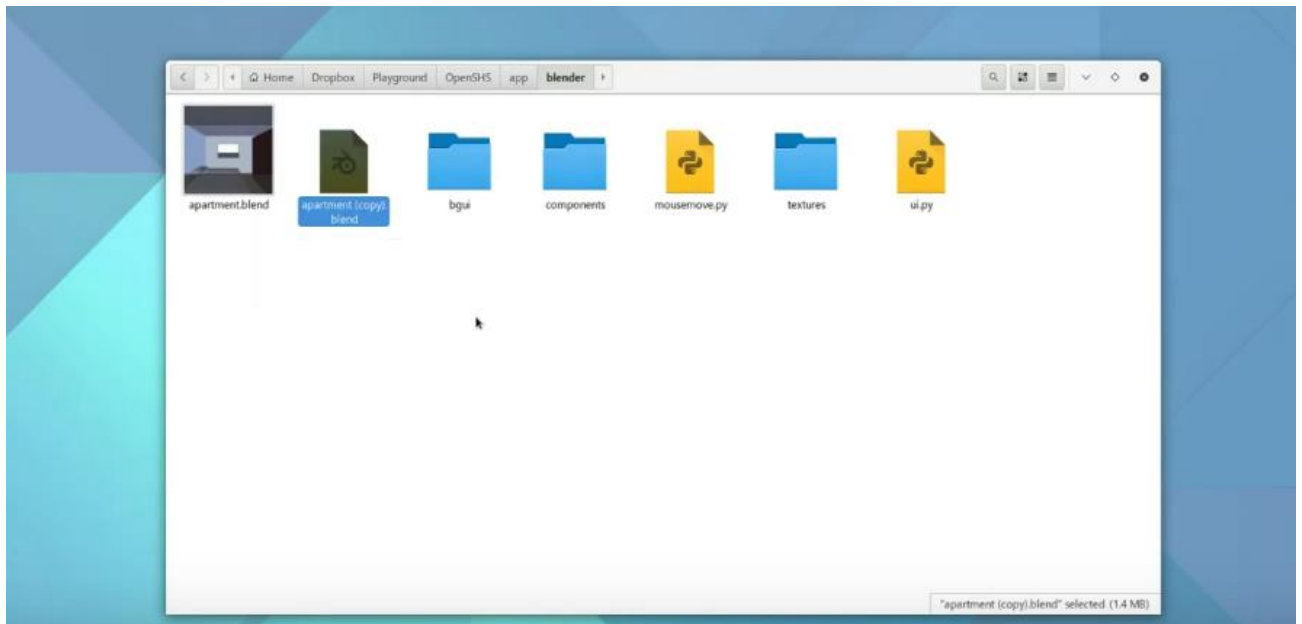 Home Dropbox Playground OpenSHS app blender
apartment.blend
apartment (copy).
blend
bgui
components
mousemove.py
textures
ui.py
"apartment (copy).blend" selected (1.4 MB)